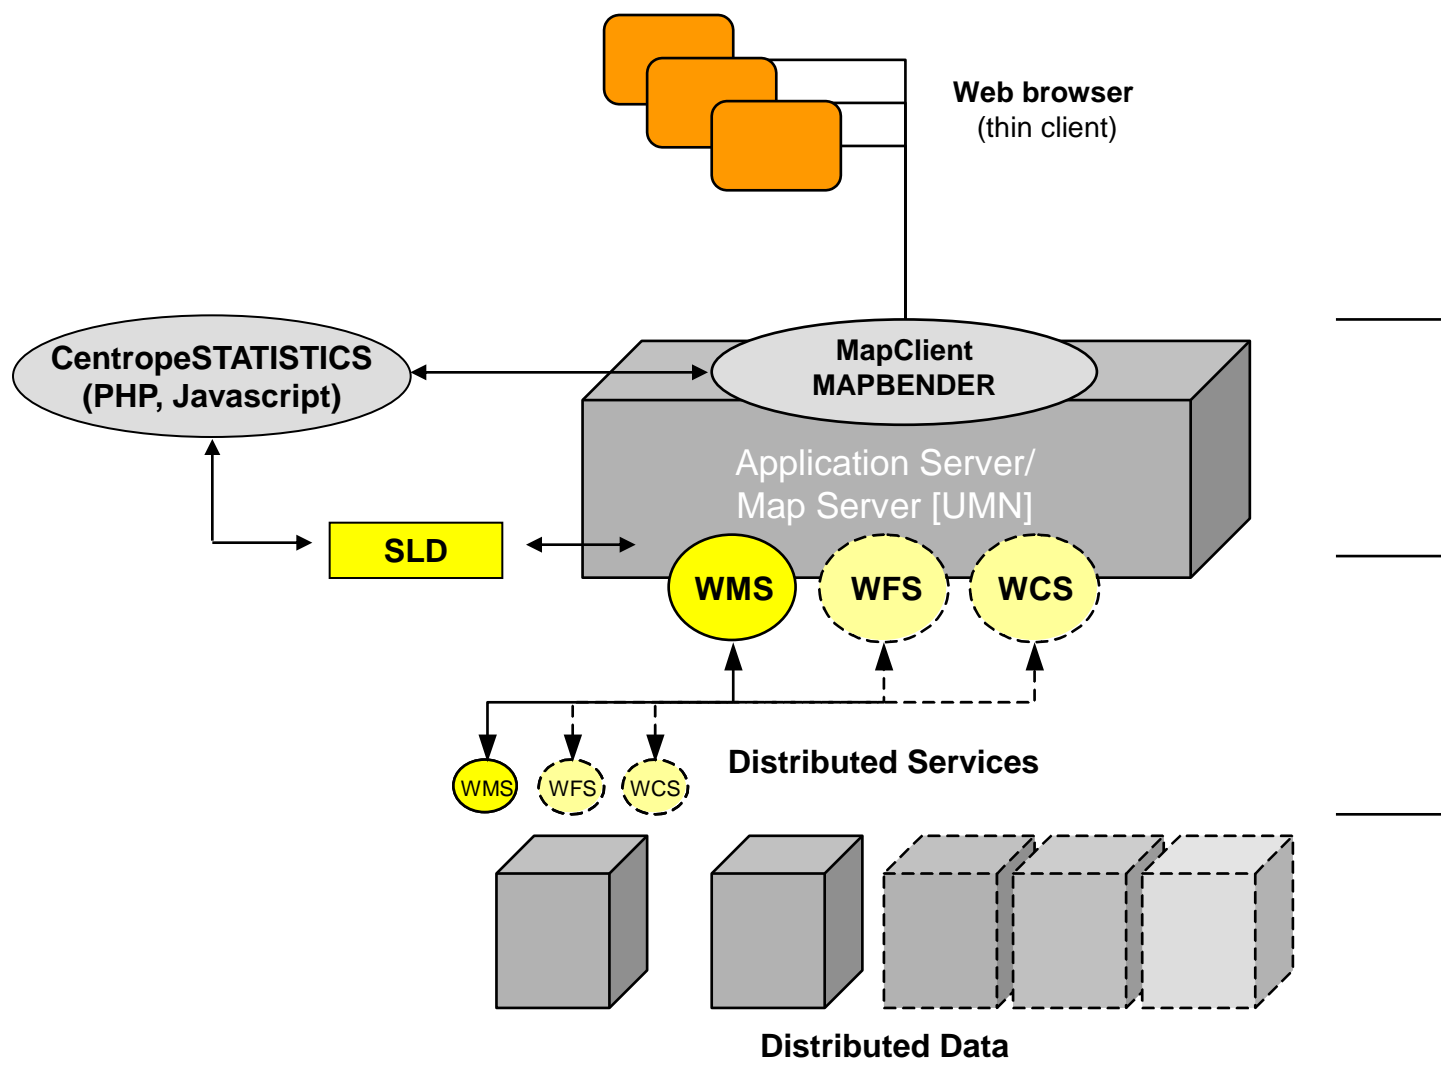 Web browser
(thin client)
CentropeSTATISTICS
(PHP, Javascript)
MapClient
MAPBENDER
Application Server/
Map Server [UMN]
SLD
WMS
WFS
WCS
Distributed Services
WMS
WFS
WCS
Distributed Data